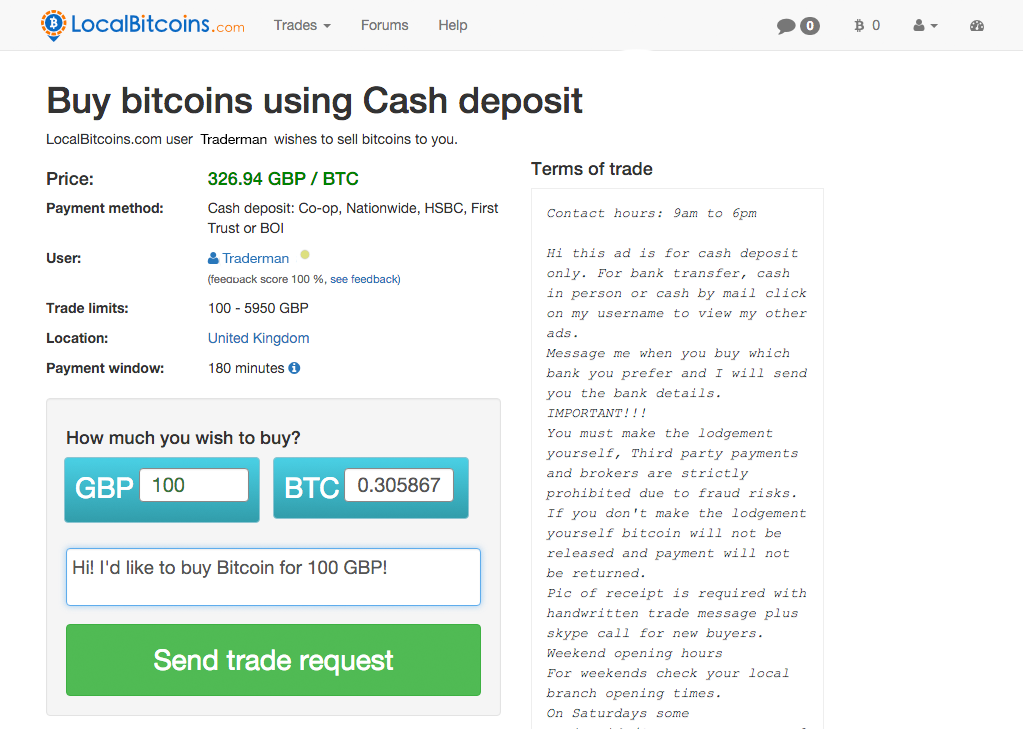 LocalBitcoins.com Trades Forums Help 0 0
Buy bitcoins using Cash deposit
LocalBitcoins.com user Traderman wishes to sell bitcoins to you.
Price: 326.94 GBP / BTC
Payment method: Cash deposit: Co-op, Nationwide, HSBC, First
Trust or BOI
User: Traderman
(feedback score 100 %, see feedback)
Trade limits: 100 - 5950 GBP
Location: United Kingdom
Payment window: 180 minutes
How much you wish to buy?
GBP 100 BTC 0.305867
Hi! I'd like to buy Bitcoin for 100 GBP!
Send trade request
Terms of trade
Contact hours: 9am to 6pm
Hi this ad is for cash deposit
only. For bank transfer, cash
in person or cash by mail click
on my username to view my other
ads.
Message me when you buy which
bank you prefer and I will send
you the bank details.
IMPORTANT!!!
You must make the lodgement
yourself, Third party payments
and brokers are strictly
prohibited due to fraud risks.
If you don't make the lodgement
yourself bitcoin will not be
released and payment will not
be returned.
Pic of receipt is required with
handwritten trade message plus
skype call for new buyers.
Weekend opening hours
For weekends check your local
branch opening times.
On Saturdays some